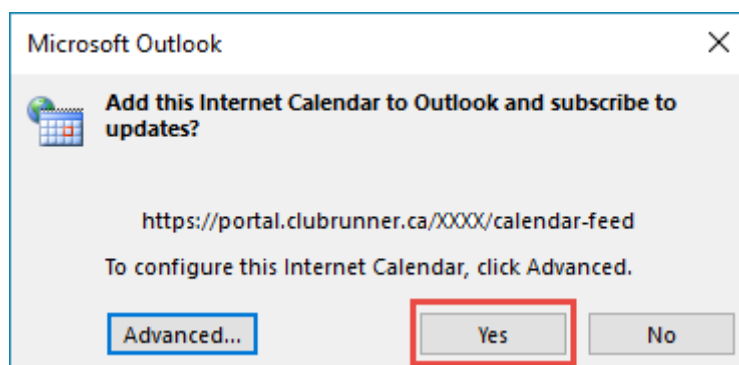 Microsoft Outlook
Add this Internet Calendar to Outlook and subscribe to
updates?
https://portal.clubrunner.ca/XXXX/calendar-feed
To configure this Internet Calendar, click Advanced.
Advanced... Yes No